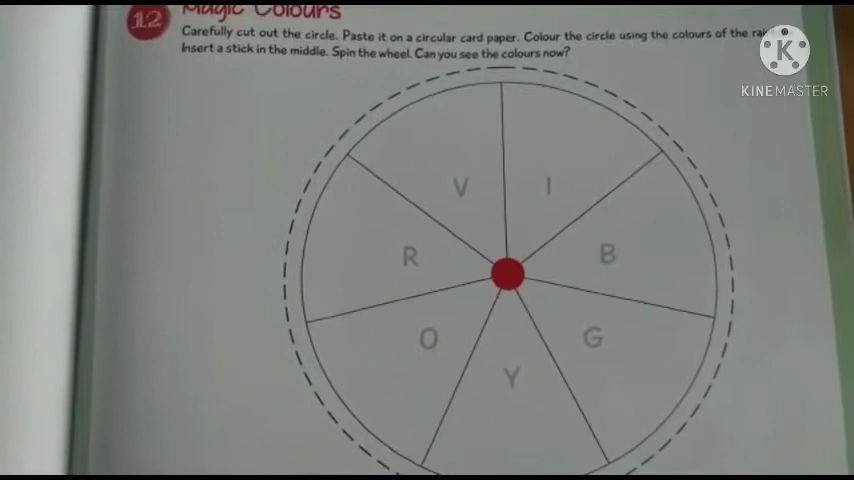 12
Magic Colours
Carefully cut out the circle. Paste it on a circular card paper. Colour the circle using the colours of the
Insert a stick in the middle. Spin the wheel. Can you see the colours now?
K
KINEMASTER
V I
R B
O G
Y